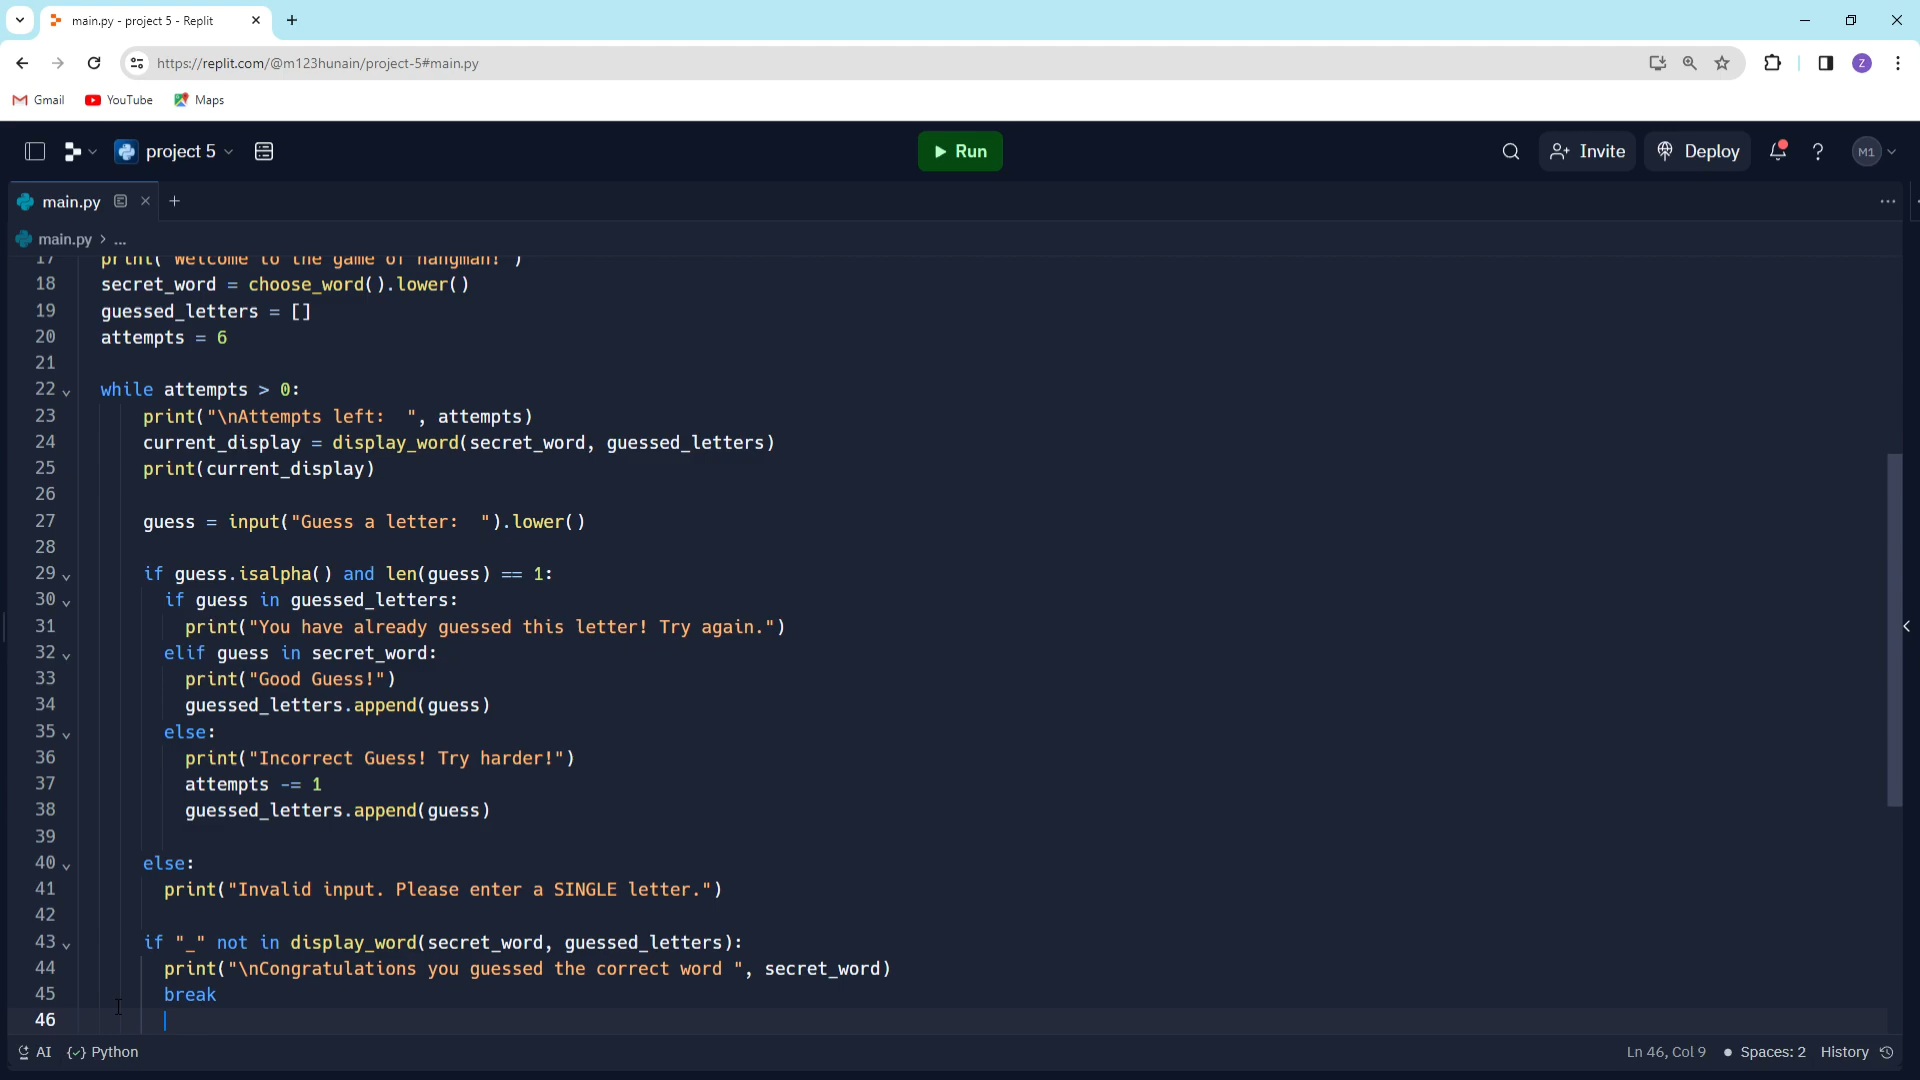 main.py - project 5 - Replit
https://replit.com/@m123hunain/project-5#main.py
Z
Gmail YouTube Maps
project 5 Run Invite Deploy ? M1
main.py
main.py > ...
17 print("Welcome to the game of hangman!")
18 secret_word = choose_word().lower()
19 guessed_letters = []
20 attempts = 6
21
22 while attempts > 0:
23 print("\nAttempts left:  ", attempts)
24 current_display = display_word(secret_word, guessed_letters)
25 print(current_display)
26
27 guess = input("Guess a letter:  ").lower()
28
29 if guess.isalpha() and len(guess) == 1:
30 if guess in guessed_letters:
31 print("You have already guessed this letter! Try again.")
32 elif guess in secret_word:
33 print("Good Guess!")
34 guessed_letters.append(guess)
35 else:
36 print("Incorrect Guess! Try harder!")
37 attempts -= 1
38 guessed_letters.append(guess)
39
40 else:
41 print("Invalid input. Please enter a SINGLE letter.")
42
43 if "_" not in display_word(secret_word, guessed_letters):
44 print("\nCongratulations you guessed the correct word ", secret_word)
45 break
46
AI Python Ln 46, Col 9 Spaces: 2 History